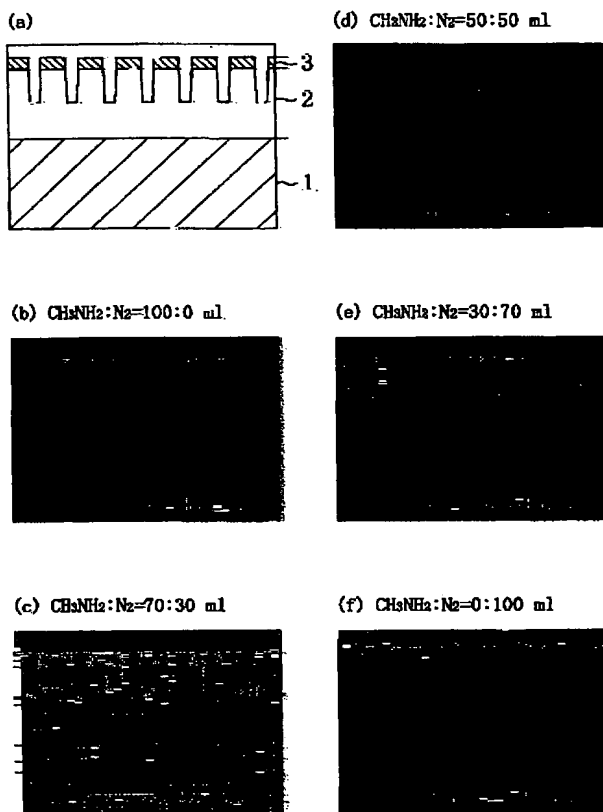 (a)
3
2
1
(b) CH₃NH₂:N₂=100:0 ml.
(c) CH₃NH₂:N₂=70:30 ml
(d) CH₃NH₂:N₂=50:50 ml
(e) CH₃NH₂:N₂=30:70 ml
(f) CH₃NH₂:N₂=0:100 ml